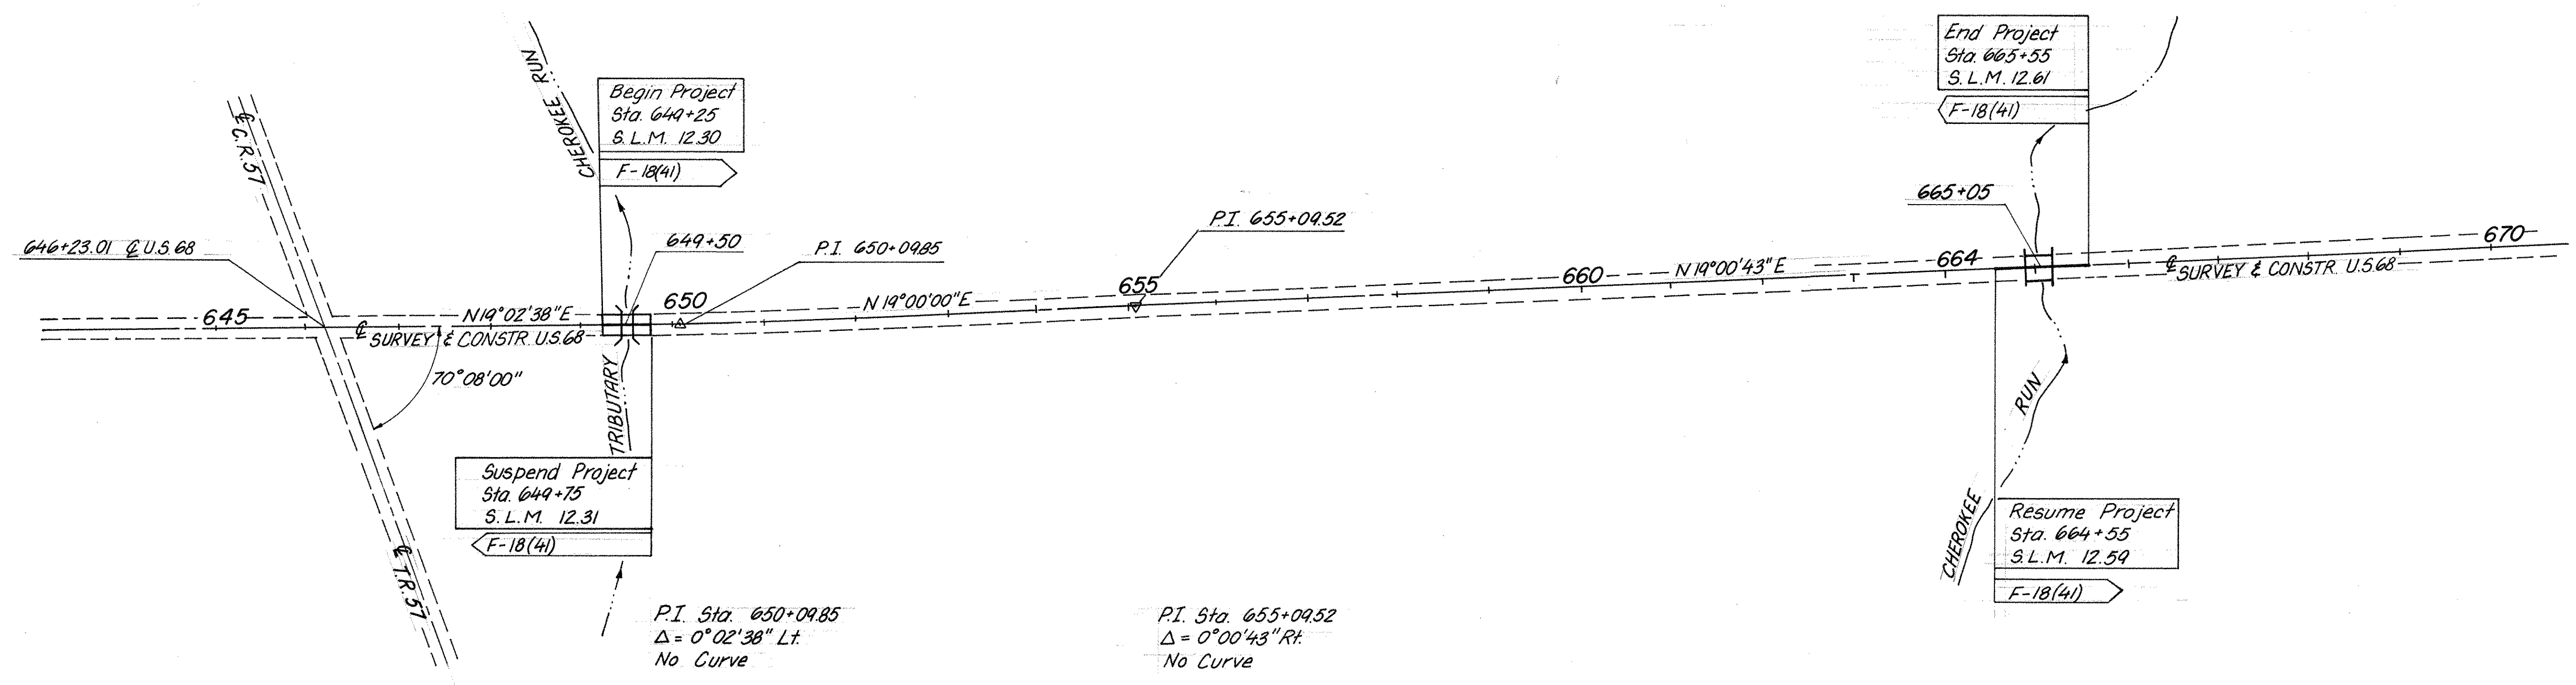 CHEROKEE RUN
Begin Project
Sta. 649+25
S.L.M. 12.30
F-18(41)
End Project
Sta. 665+55
S.L.M. 12.61
F-18(41)
℄ C.R. 57
646+23.01 ℄ U.S. 68
649+50
P.I. 650+09.85
P.I. 655+09.52
665+05
645
N 19°02'38" E
650
N 19°00'00" E
655
660
N 19°00'43" E
664
670
℄ SURVEY & CONSTR. U.S. 68
℄ SURVEY & CONSTR. U.S. 68
70°08'00"
TRIBUTARY
Suspend Project
Sta. 649+75
S.L.M. 12.31
F-18(41)
℄ T.R. 57
CHEROKEE RUN
Resume Project
Sta. 664+55
S.L.M. 12.59
F-18(41)
P.I. Sta. 650+09.85
Δ = 0°02'38" Lt.
No Curve
P.I. Sta. 655+09.52
Δ = 0°00'43" Rt.
No Curve